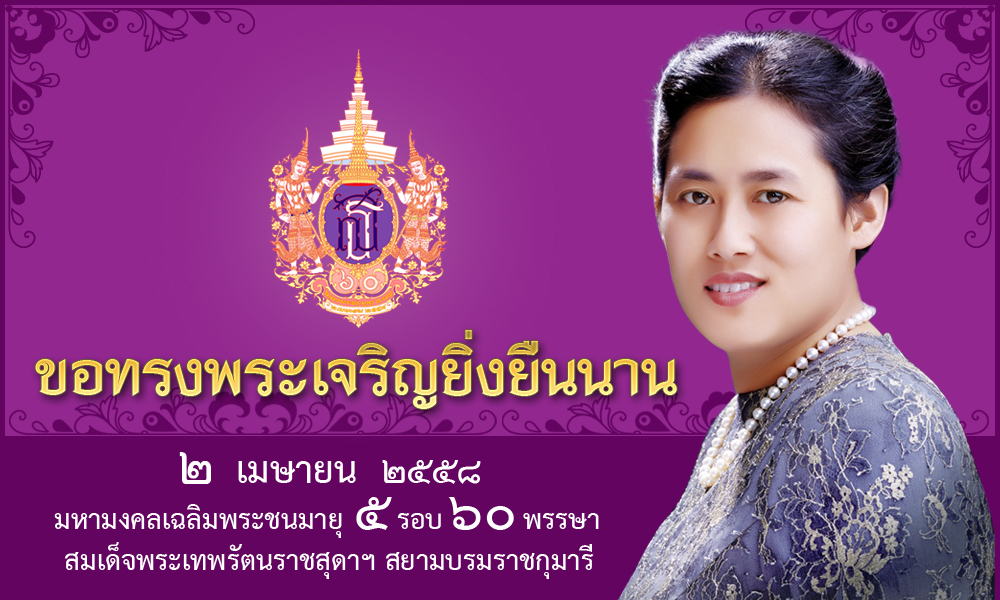 ขอทรงพระเจริญยิ่งยืนนาน
๒ เมษายน ๒๕๕๘
มหามงคลเฉลิมพระชนมายุ ๕ รอบ ๖๐ พรรษา
สมเด็จพระเทพรัตนราชสุดาฯ สยามบรมราชกุมารี